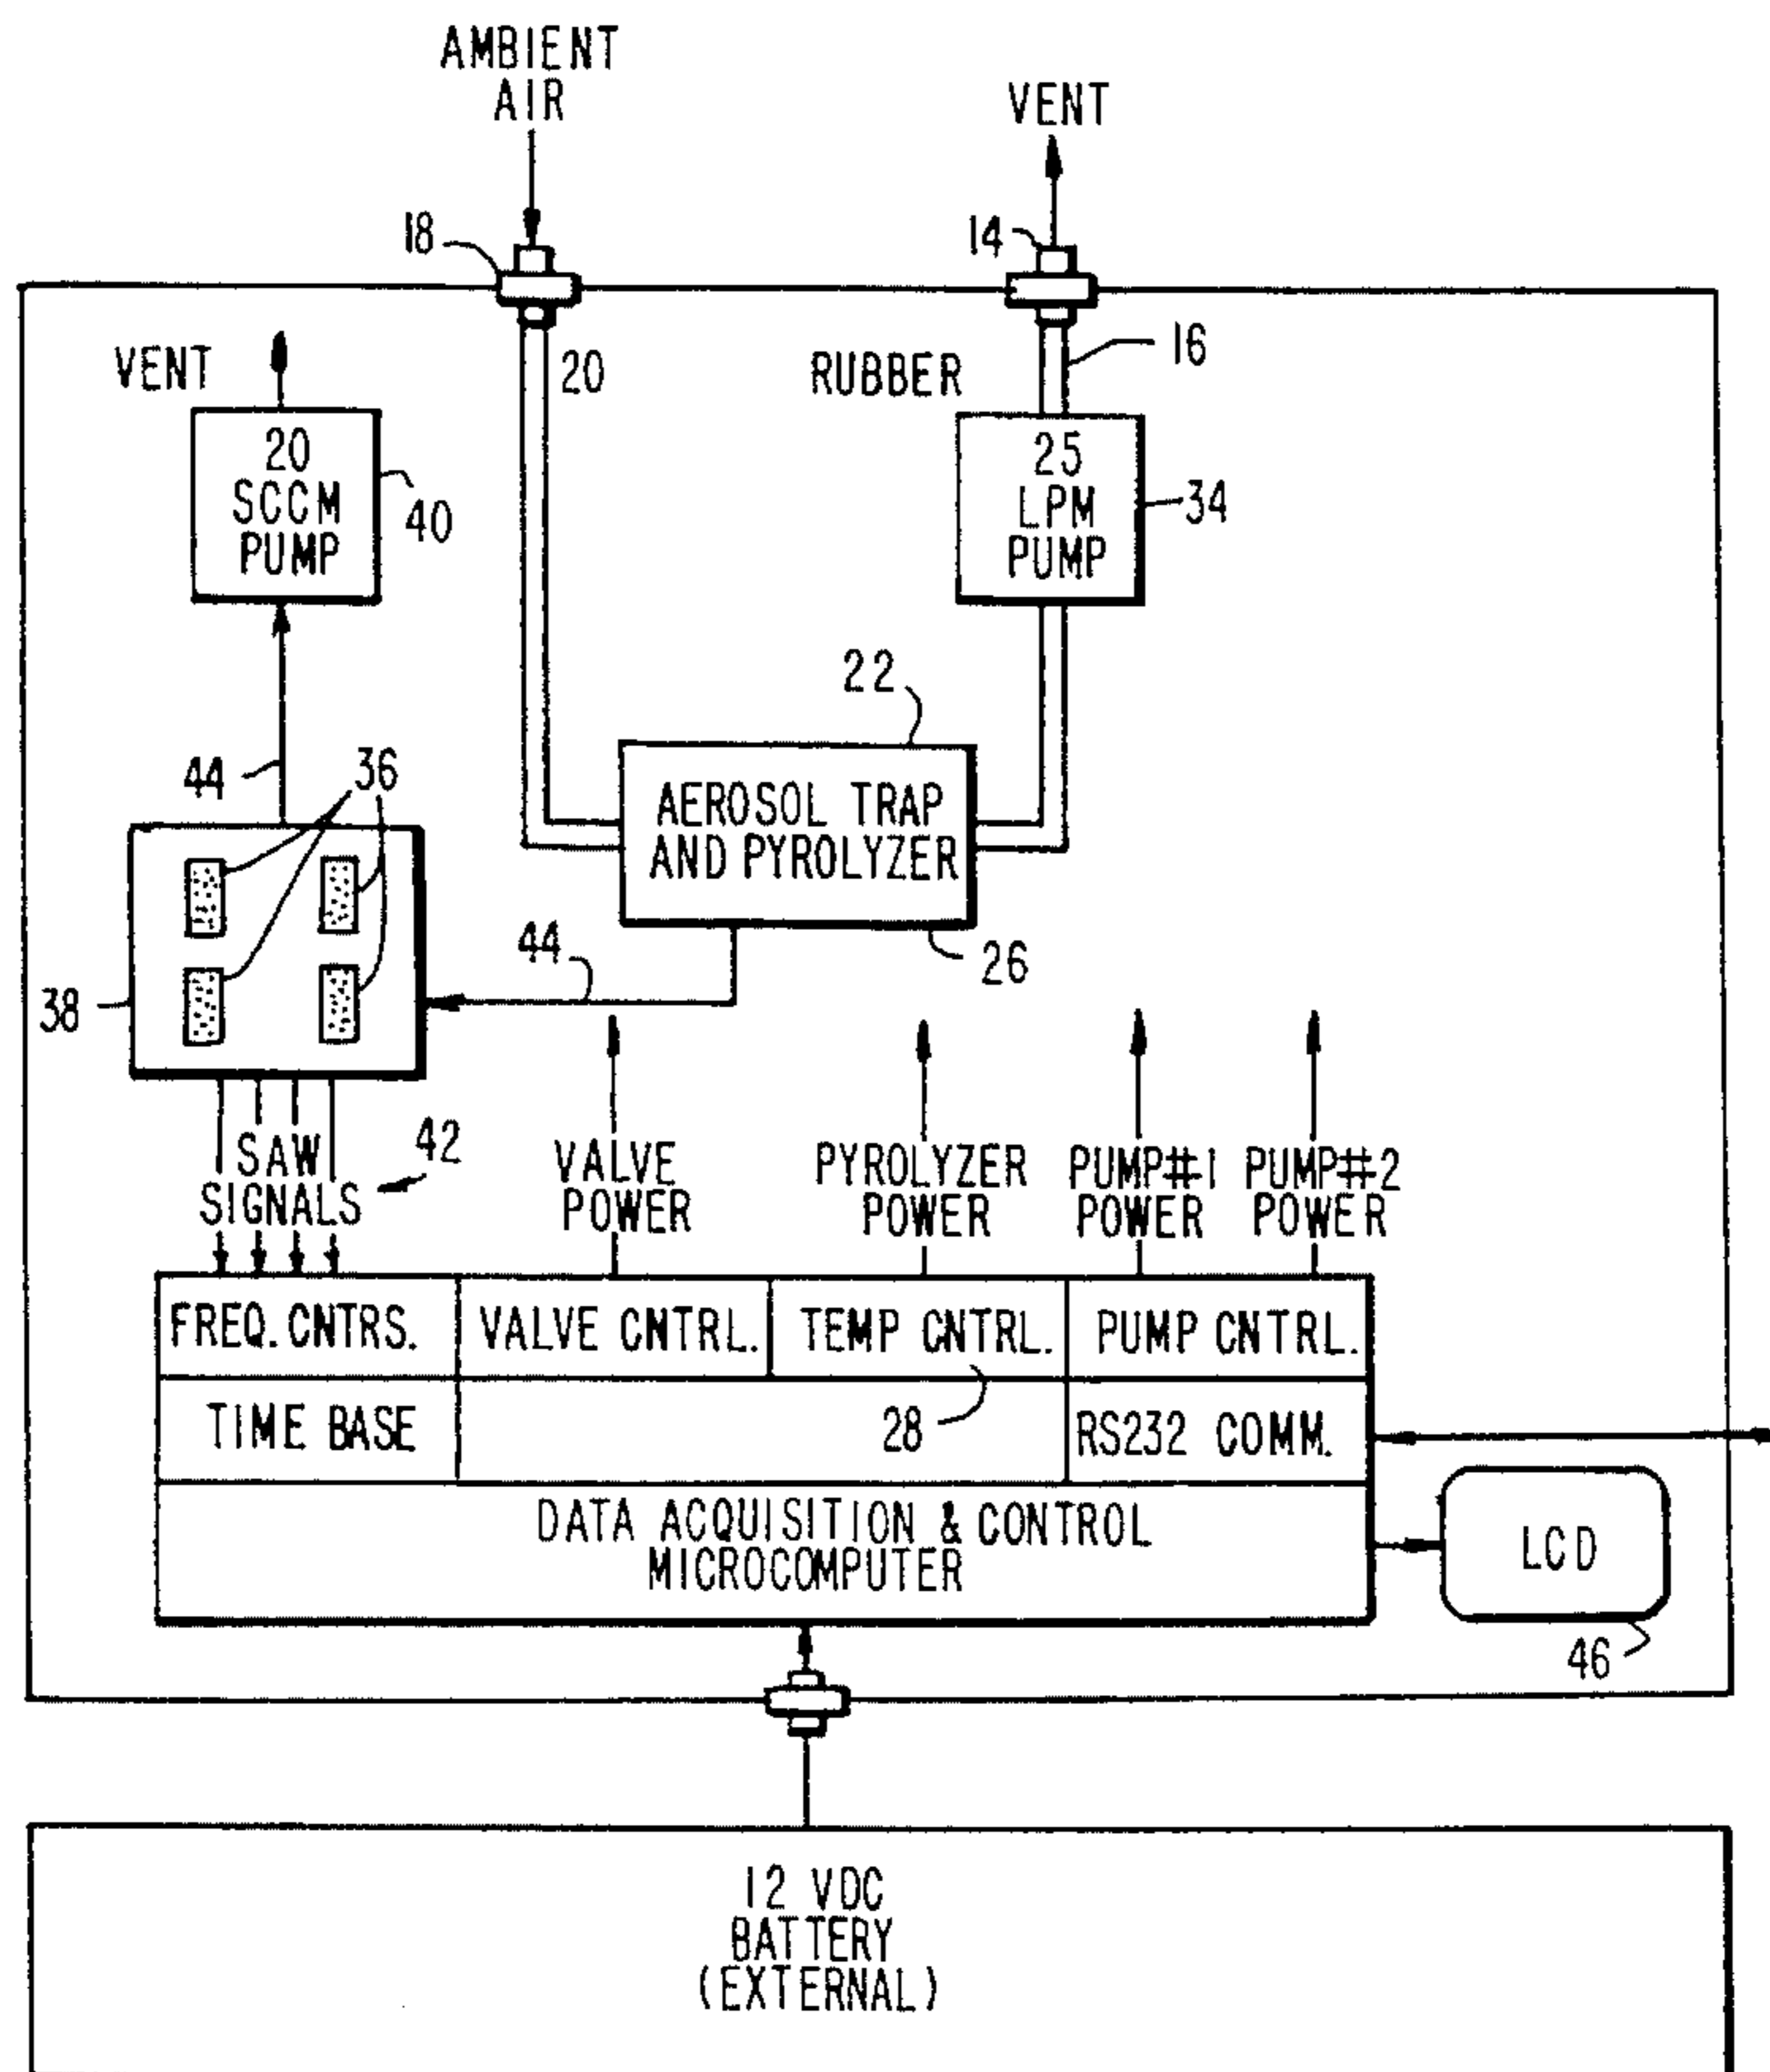 AMBIENT
AIR
VENT
18
14
VENT
20
RUBBER
16
20
SCCM
PUMP
40
25
LPM
PUMP
34
22
44
36
AEROSOL TRAP
AND PYROLYZER
44
26
38
SAW
SIGNALS
42
VALVE
POWER
PYROLYZER
POWER
PUMP#1
POWER
PUMP#2
POWER
FREQ. CNTRS.
VALVE CNTRL.
TEMP CNTRL.
PUMP CNTRL.
TIME BASE
28
RS232 COMM.
DATA ACQUISITION & CONTROL
MICROCOMPUTER
LCD
46
12 VDC
BATTERY
(EXTERNAL)